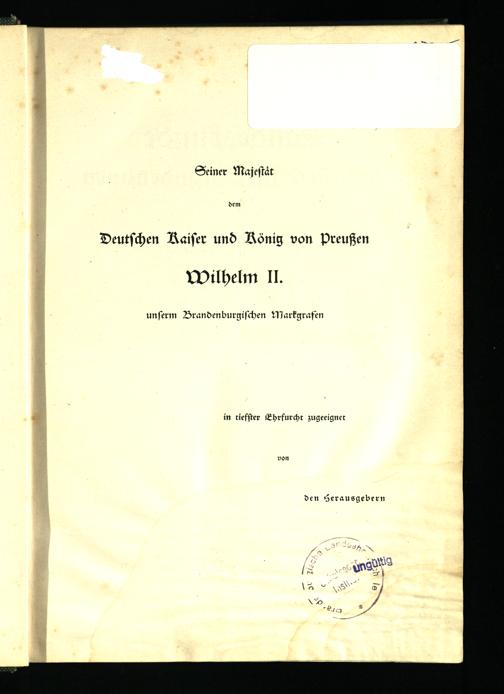 Seiner Majestät
dem
Deutschen Kaiser und König von Preußen
Wilhelm II.
unserm Brandenburgischen Markgrafen
in tiefster Ehrfurcht zugeeignet
von
den Herausgebern
ungültig